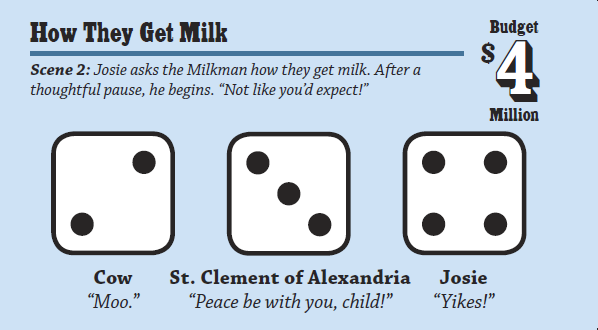 How They Get Milk
Budget
$4
Million
Scene 2: Josie asks the Milkman how they get milk. After a
thoughtful pause, he begins. “Not like you’d expect!”
Cow
“Moo.”
St. Clement of Alexandria
“Peace be with you, child!”
Josie
“Yikes!”